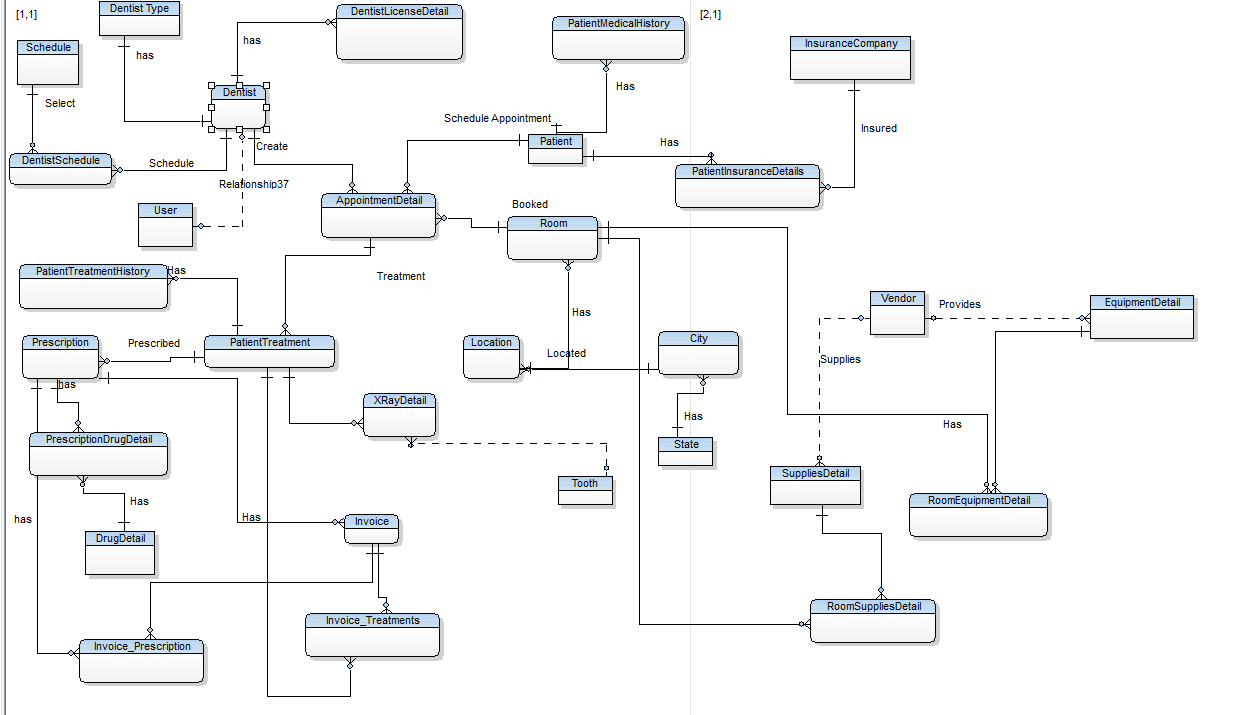 [1,1]
Dentist Type
DentistLicenseDetail
PatientMedicalHistory
[2,1]
Schedule
has
has
InsuranceCompany
Select
Dentist
Has
Schedule Appointment
Insured
DentistSchedule
Schedule
Create
Patient
Has
PatientInsuranceDetails
Relationship37
User
AppointmentDetail
Booked
Room
PatientTreatmentHistory
Has
Treatment
Vendor
Provides
EquipmentDetail
Has
Prescription
Prescribed
PatientTreatment
Location
Located
City
Supplies
has
XRayDetail
Has
Has
PrescriptionDrugDetail
State
SuppliesDetail
Tooth
Has
RoomEquipmentDetail
has
Has
Invoice
DrugDetail
RoomSuppliesDetail
Invoice_Treatments
Invoice_Prescription